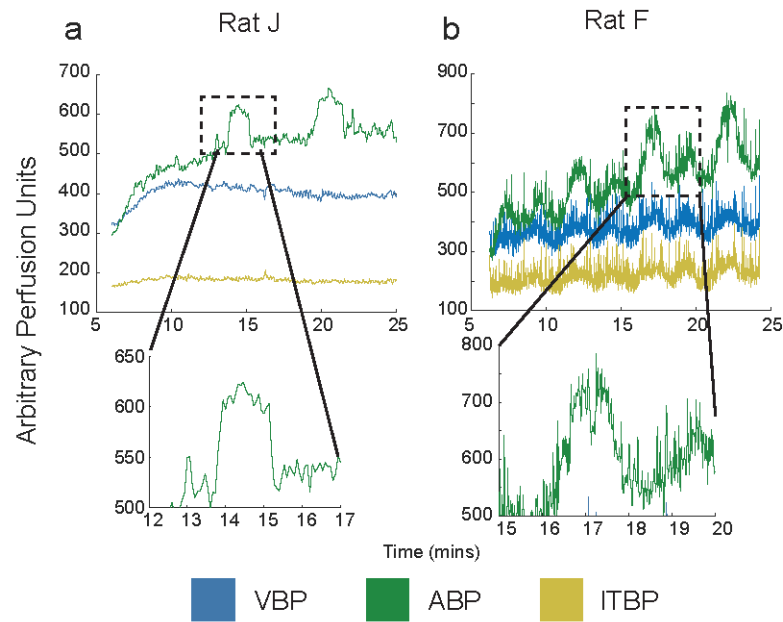 a
Rat J
b
Rat F
700
600
500
400
300
200
100
5
10
15
20
25
900
700
500
300
100
5
10
15
20
25
Arbitrary Perfusion Units
650
600
550
500
12 13 14 15 16 17
800
700
600
500
15 16 17 18 19 20
Time (mins)
VBP
ABP
ITBP